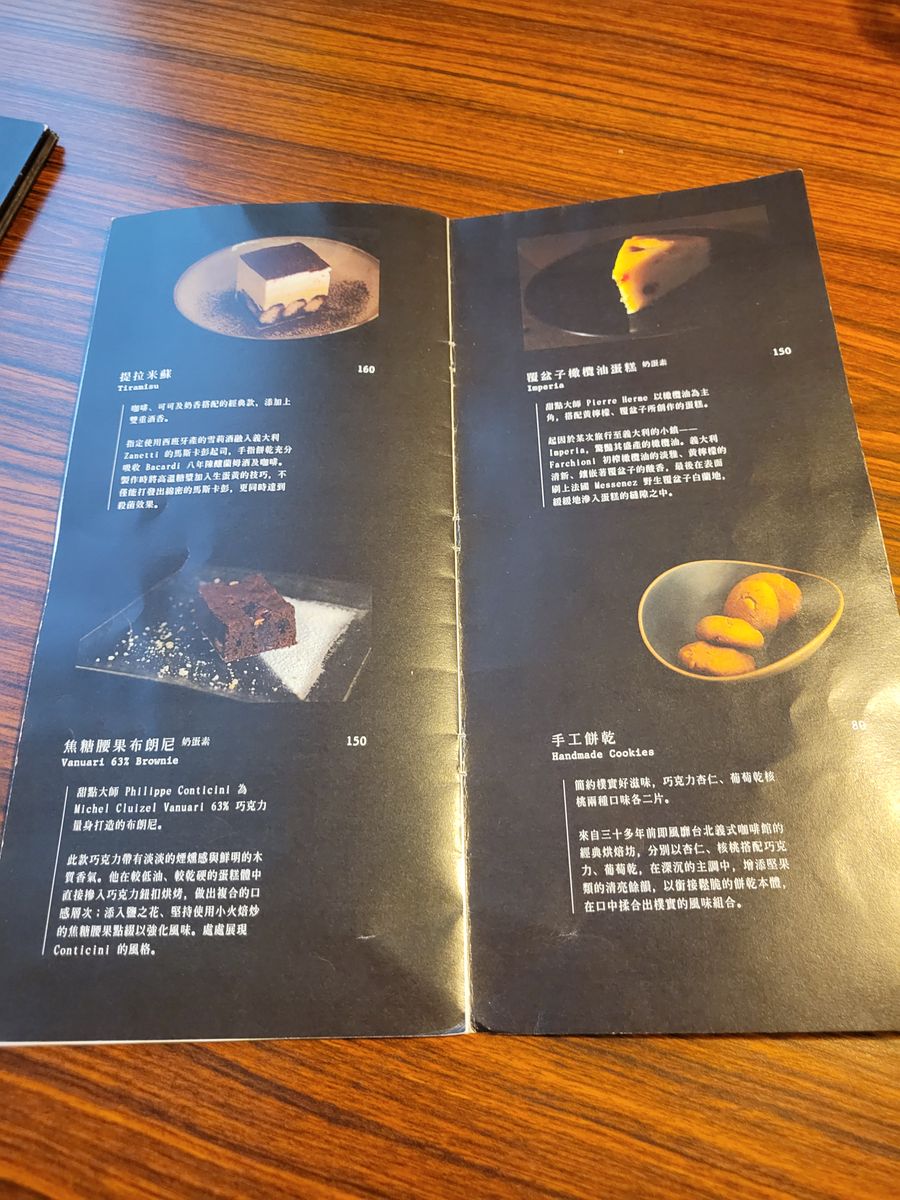 提拉米蘇 160
Tiramisu
咖啡、可可及奶香搭配的經典款，添加上
雙重酒香。
指定使用西班牙產的雪莉酒融入義大利
Zanetti 的馬斯卡彭起司，手指餅乾充分
吸收 Bacardi 八年陳釀蘭姆酒及咖啡。
製作時將高溫糖漿加入生蛋黃的技巧，不
僅能打發出綿密的馬斯卡彭，更同時達到
殺菌效果。
焦糖腰果布朗尼 奶蛋素 150
Vanuari 63% Brownie
甜點大師 Philippe Conticini 為
Michel Cluizel Vanuari 63% 巧克力
量身打造的布朗尼。
此款巧克力帶有淡淡的煙燻感與鮮明的木
質香氣。他在較低油、較乾硬的蛋糕體中
直接摻入巧克力鈕扣烘烤，做出複合的口
感層次；添入鹽之花、堅持使用小火焙炒
的焦糖腰果點綴以強化風味。處處展現
Conticini 的風格。
覆盆子橄欖油蛋糕 奶蛋素 150
Imperia
甜點大師 Pierre Herme 以橄欖油為主
角，搭配黃檸檬、覆盆子所創作的蛋糕。
起因於某次旅行至義大利的小鎮——
Imperia，驚豔其盛產的橄欖油。義大利
Farchioni 初榨橄欖油的淡雅、黃檸檬的
清新、鑲嵌著覆盆子的酸香，最後在表面
刷上法國 Messenez 野生覆盆子白蘭地，
緩緩地滲入蛋糕的縫隙之中。
手工餅乾 80
Handmade Cookies
簡約樸實好滋味，巧克力杏仁、葡萄乾核
桃兩種口味各二片。
來自三十多年前即風靡台北義式咖啡館的
經典烘焙坊，分別以杏仁、核桃搭配巧克
力、葡萄乾，在深沉的主調中，增添堅果
類的清亮餘韻，以銜接鬆脆的餅乾本體，
在口中揉合出樸實的風味組合。